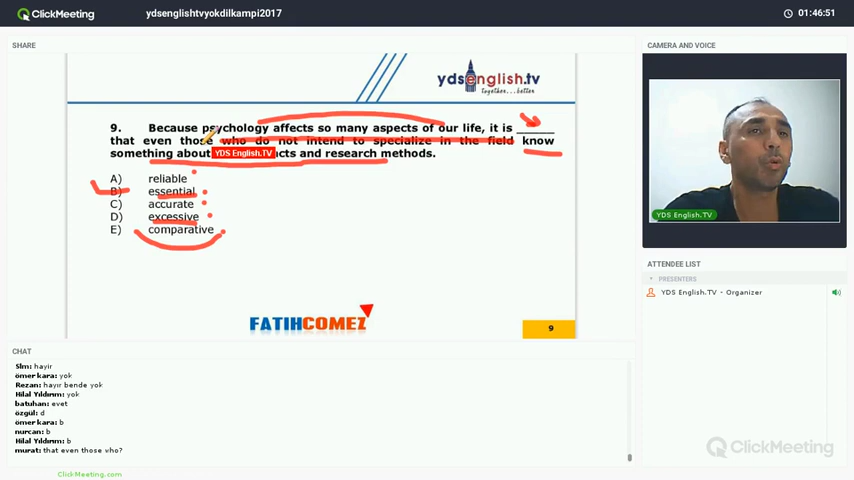 ClickMeeting
ydsenglishtvyokdilkampi2017
01:46:51
SHARE
CAMERA AND VOICE
ydsenglish.tv
together...better
9. Because psychology affects so many aspects of our life, it is ______
that even those who do not intend to specialize in the field know
something about YDS English.TV cts and research methods.
A) reliable
B) essential
C) accurate
D) excessive
E) comparative
FATIHCOMEZ
9
YDS English.TV
ATTENDEE LIST
PRESENTERS
YDS English.TV - Organizer
CHAT
Slm: hayir
ömer kara: yok
Rezan: hayır bende yok
Hilal Yıldırım: yok
batuhan: evet
özgül: d
ömer kara: b
nurcan: b
Hilal Yıldırım: b
murat: that even those who?
ClickMeeting
ClickMeeting.com